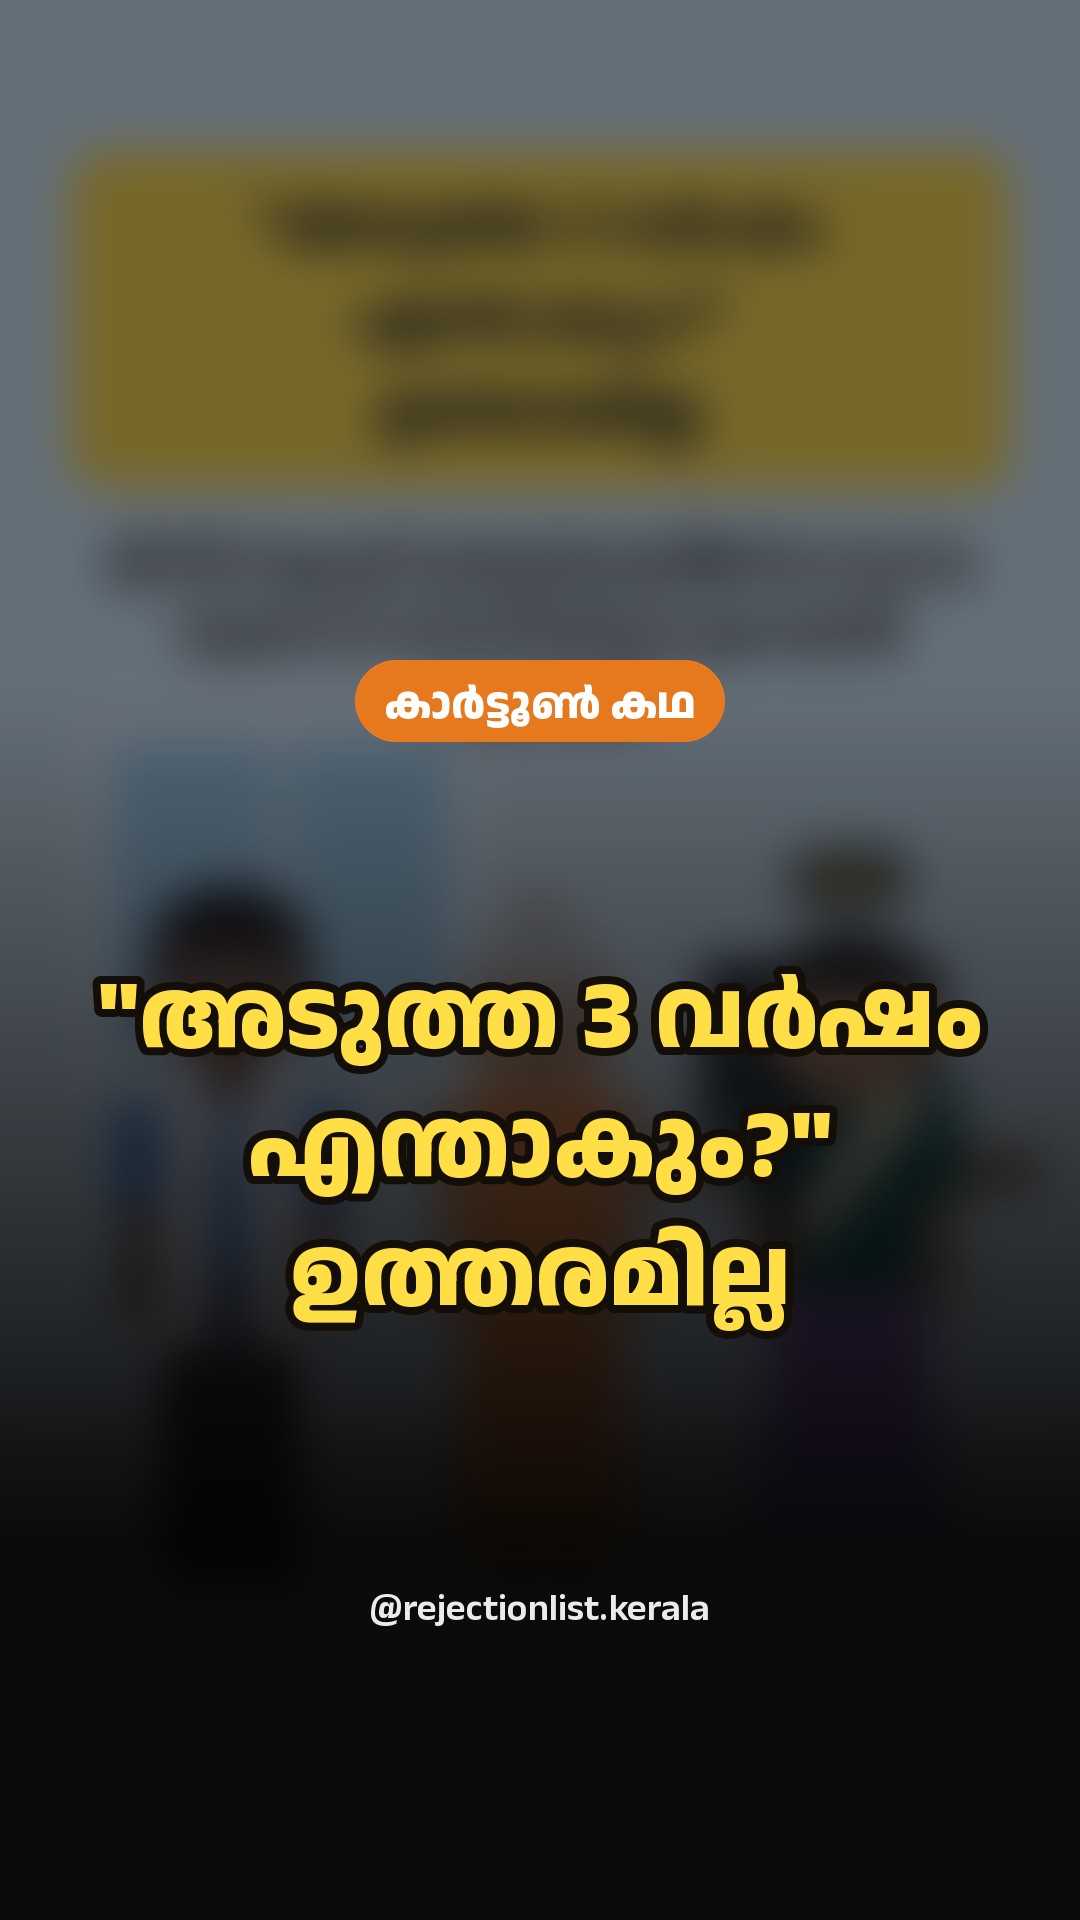 കാർട്ടൂൺ കഥ
"അടുത്ത 3 വർഷം
എന്താകും?"
ഉത്തരമില്ല
@rejectionlist.kerala